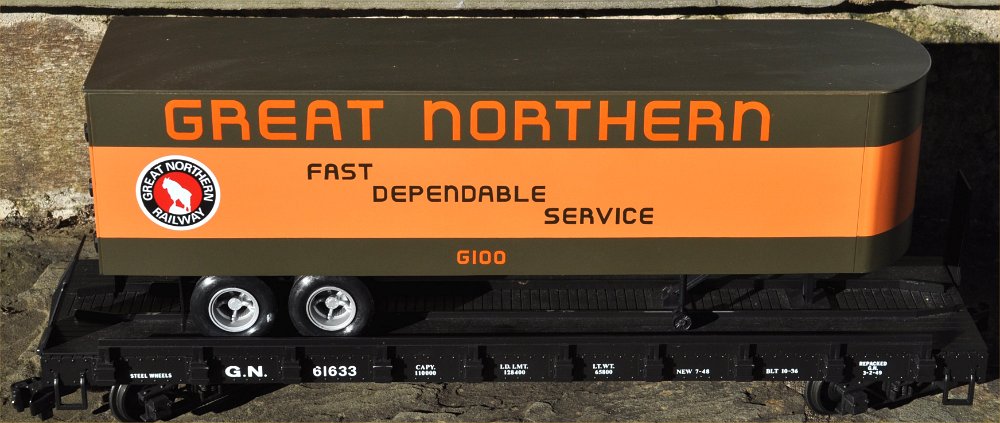 GREAT NORTHERN
GREAT NORTHERN
RAILWAY
FAST
DEPENDABLE
SERVICE
G100
STEEL WHEELS
G.N.
61633
CAPY.
110000
LD. LMT.
128400
LT. WT.
65800
NEW 7-48
BLT 10-36
REPACKED
G.N.
3-2-49